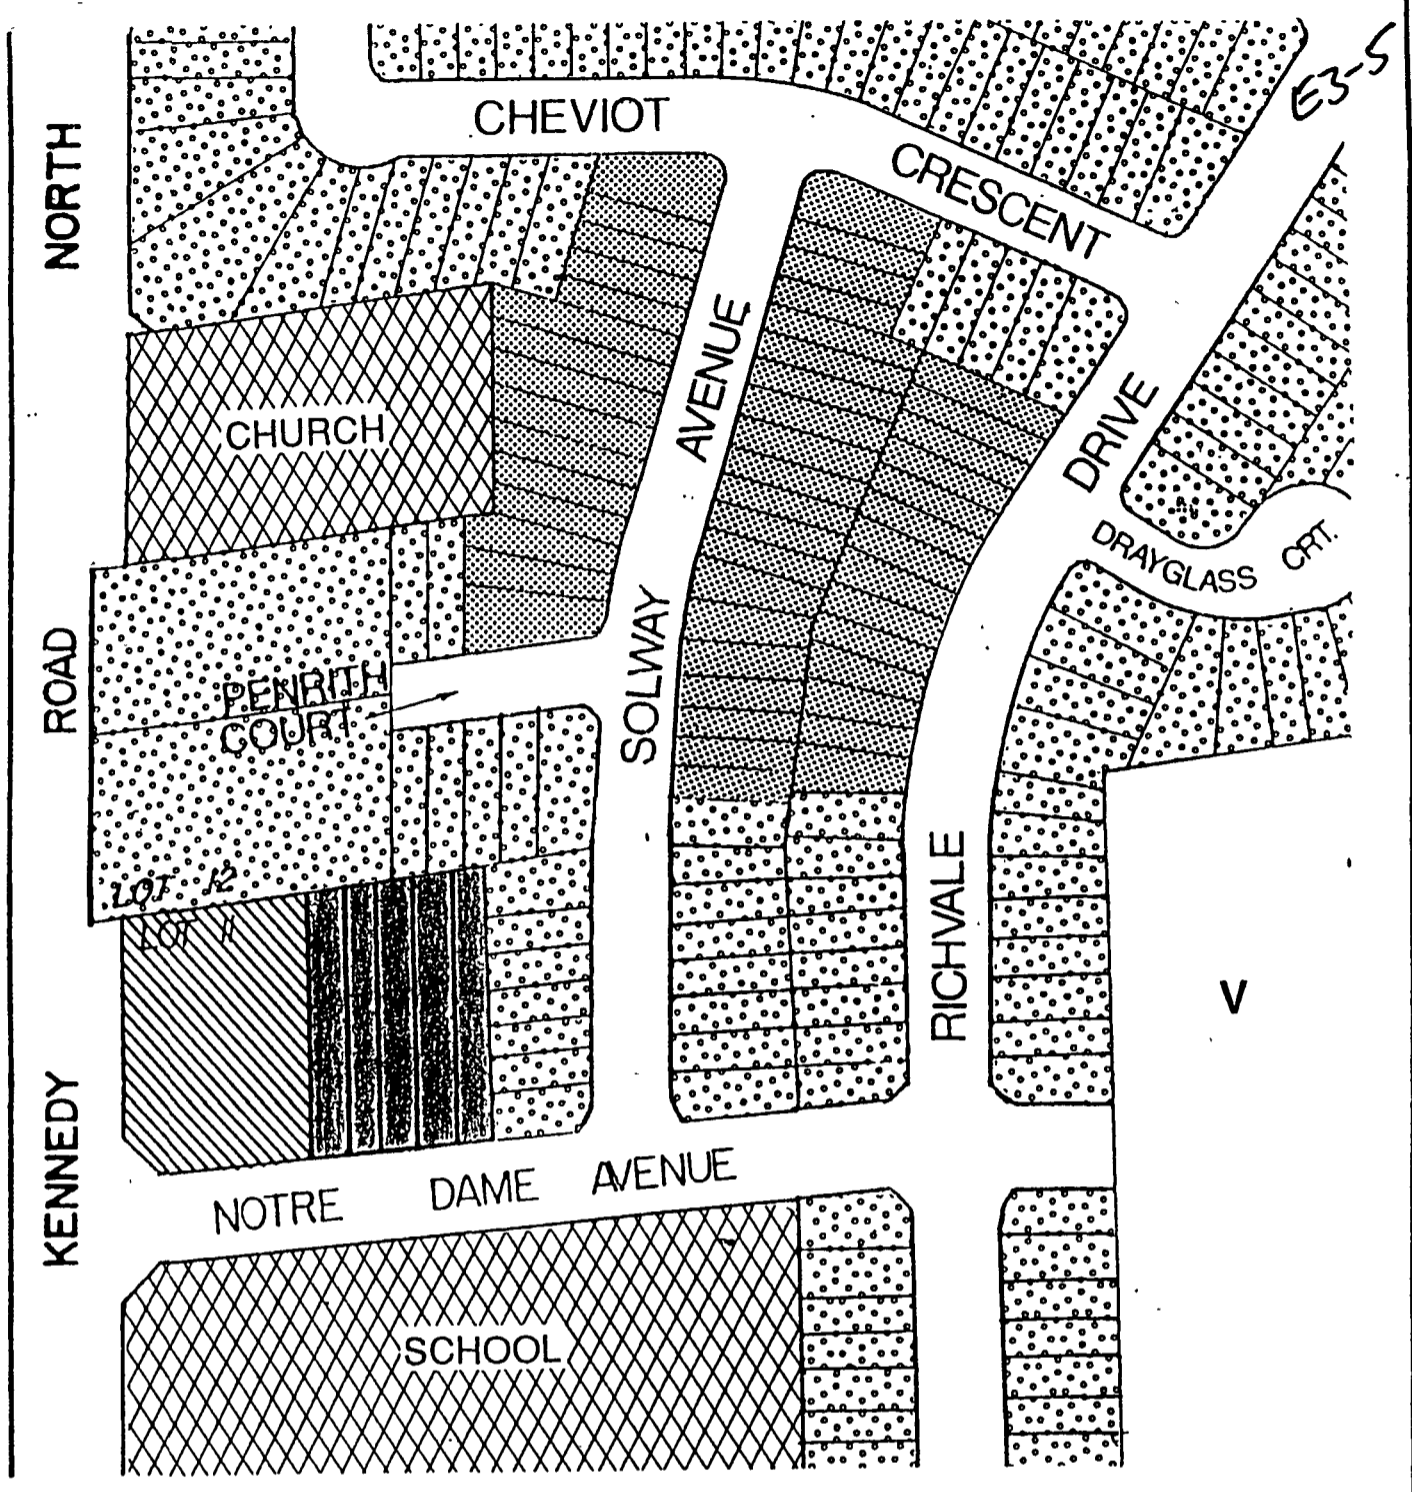 E3-5
CHEVIOT
CRESCENT
NORTH
AVENUE
DRIVE
CHURCH
DRAYGLASS CRT.
ROAD
SOLWAY
PENRITH
COURT
LOT 12
LOT 11
RICHVALE
V
KENNEDY
NOTRE DAME AVENUE
SCHOOL